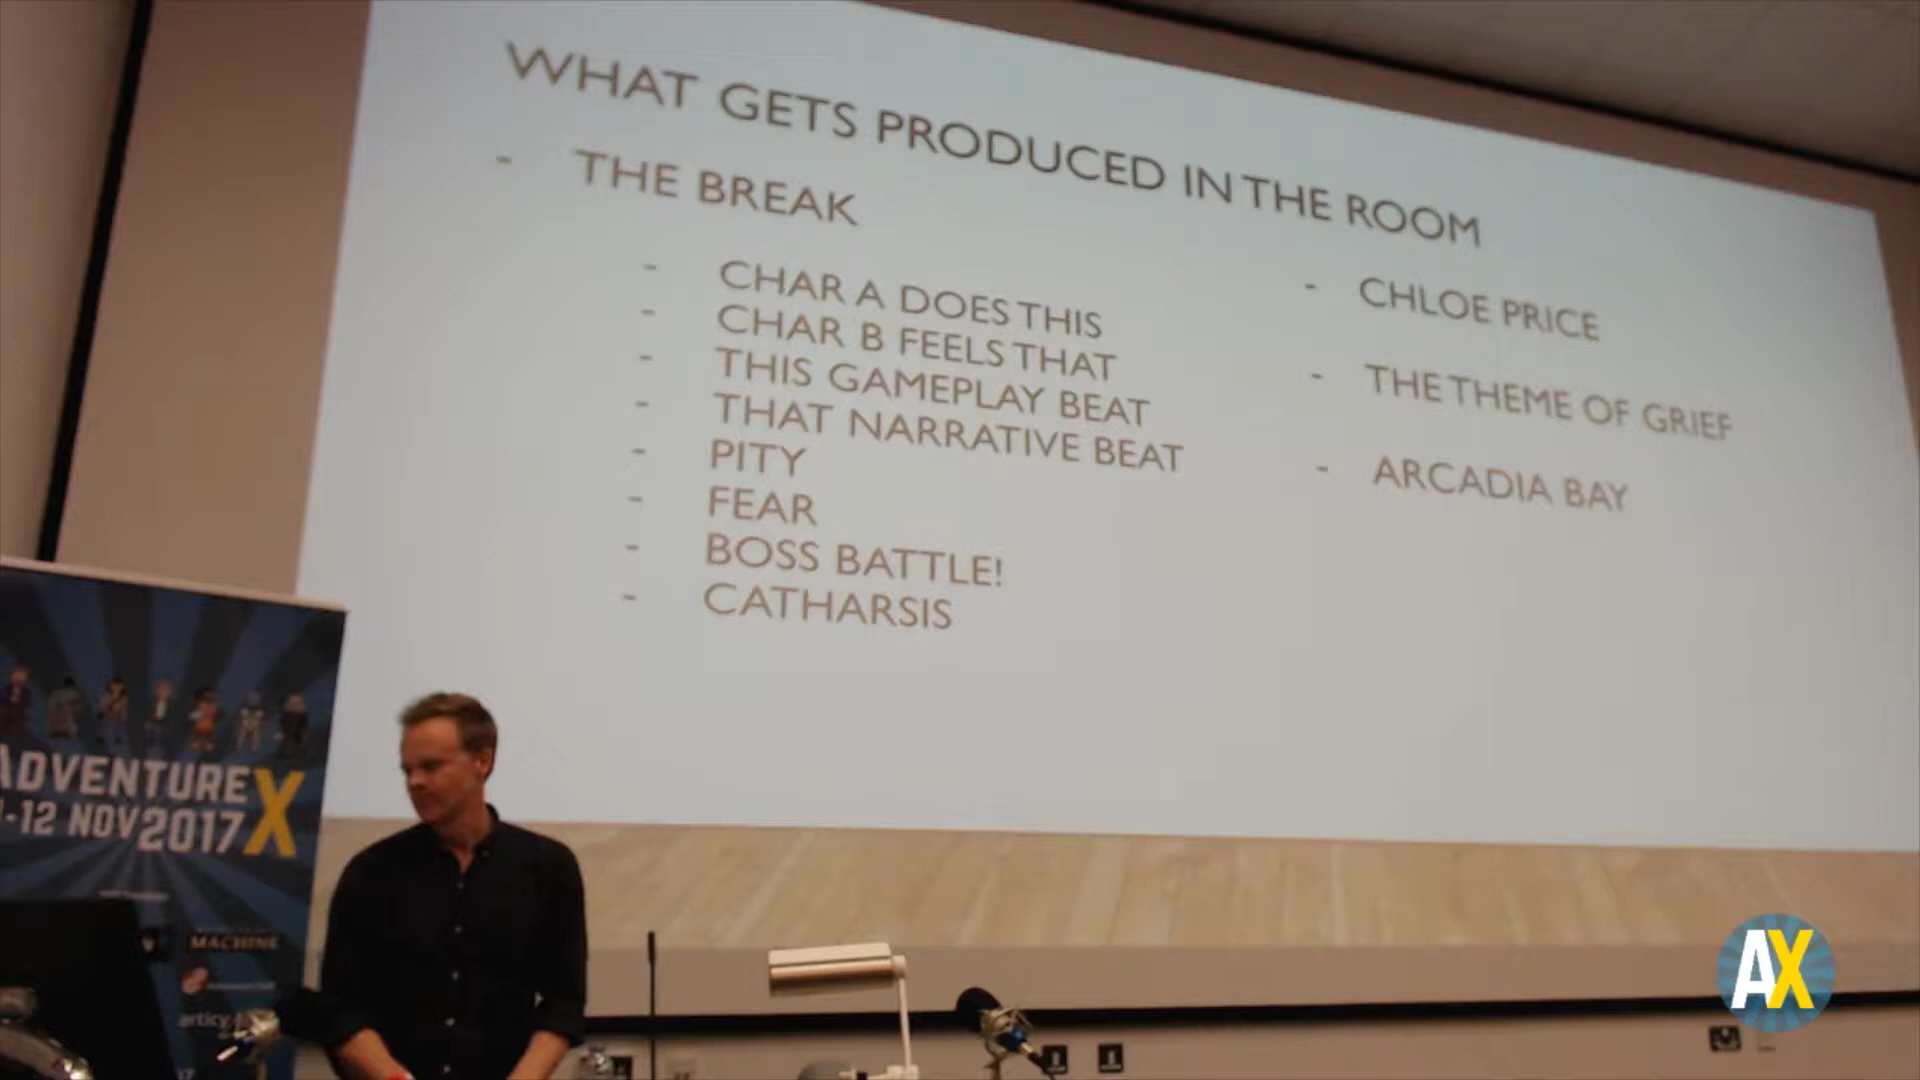 WHAT GETS PRODUCED IN THE ROOM
- THE BREAK
- CHAR A DOES THIS
- CHAR B FEELS THAT
- THIS GAMEPLAY BEAT
- THAT NARRATIVE BEAT
- PITY
- FEAR
- BOSS BATTLE!
- CATHARSIS
- CHLOE PRICE
- THE THEME OF GRIEF
- ARCADIA BAY
ADVENTURE X
-12 NOV 2017
MACHINE
articy
AX